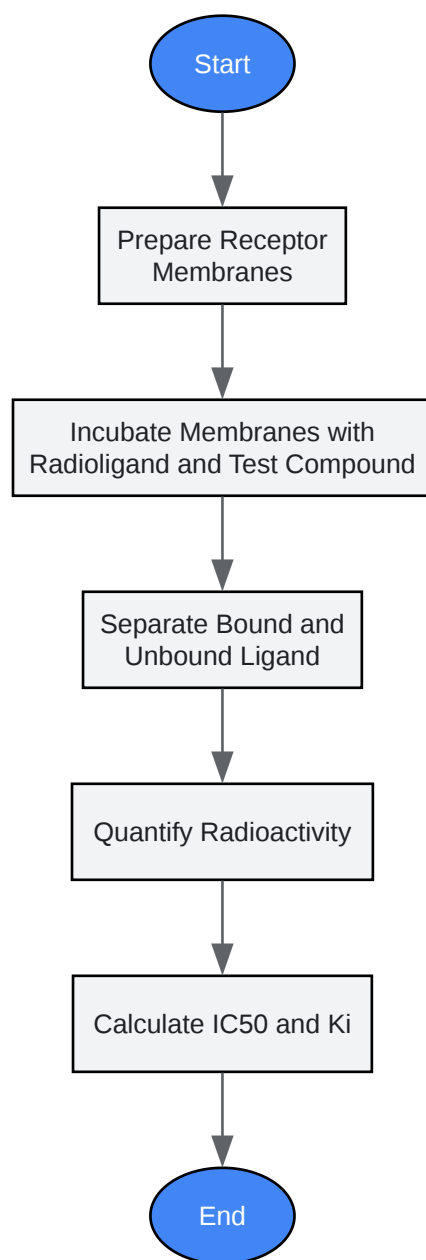 Start
Prepare Receptor
Membranes
Incubate Membranes with
Radioligand and Test Compound
Separate Bound and
Unbound Ligand
Quantify Radioactivity
Calculate IC50 and Ki
End